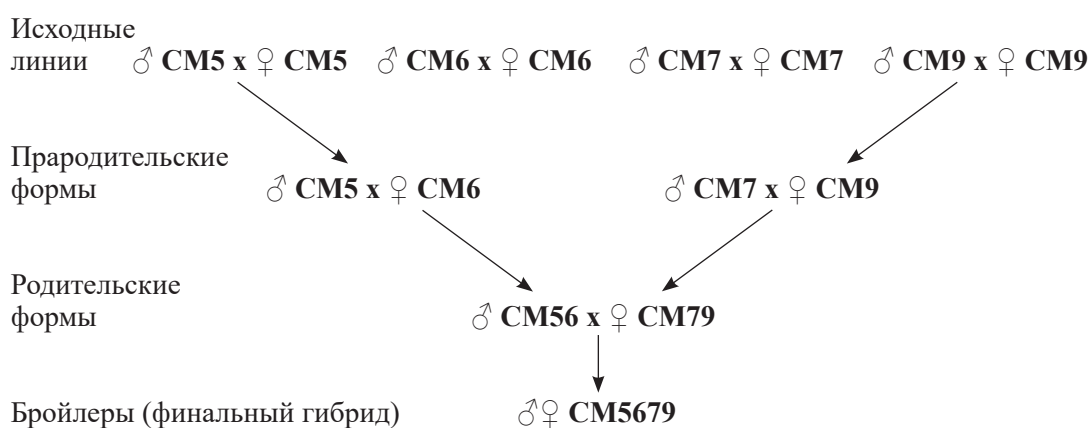 Исходные
линии ♂ СМ5 х ♀ СМ5 ♂ СМ6 х ♀ СМ6 ♂ СМ7 х ♀ СМ7 ♂ СМ9 х ♀ СМ9
Прародительские
формы ♂ СМ5 х ♀ СМ6 ♂ СМ7 х ♀ СМ9
Родительские
формы ♂ СМ56 х ♀ СМ79
Бройлеры (финальный гибрид) ♂♀ СМ5679